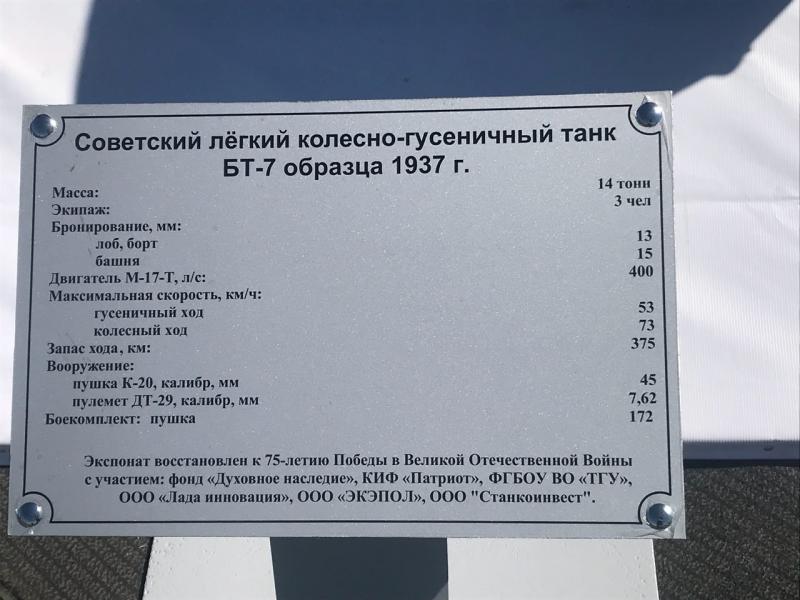 Советский лёгкий колесно-гусеничный танк
БТ-7 образца 1937 г.
Масса: 14 тонн
Экипаж: 3 чел
Бронирование, мм:
лоб, борт 13
башня 15
Двигатель М-17-Т, л/с: 400
Максимальная скорость, км/ч:
гусеничный ход 53
колесный ход 73
Запас хода, км: 375
Вооружение:
пушка К-20, калибр, мм 45
пулемет ДТ-29, калибр, мм 7,62
Боекомплект: пушка 172
Экспонат восстановлен к 75-летию Победы в Великой Отечественной Войны
с участием: фонд «Духовное наследие», КИФ «Патриот», ФГБОУ ВО «ТГУ»,
ООО «Лада инновация», ООО «ЭКЭПОЛ», ООО "Станкоинвест".